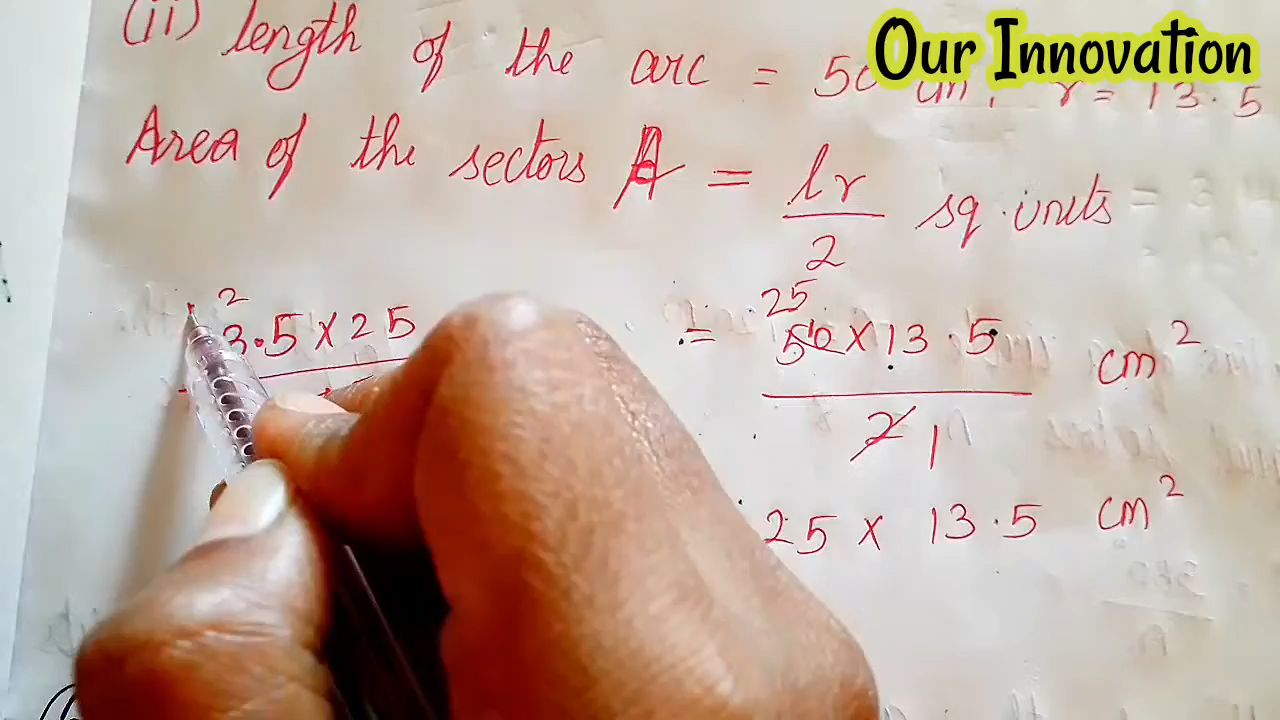 Our Innovation
(ii) length of the arc = 50 cm, r = 13.5
Area of the sectors A = lr/2 sq.units
2
3.5 x 25
= 25
50 x 13.5 cm²
2 1
25 x 13.5 cm²